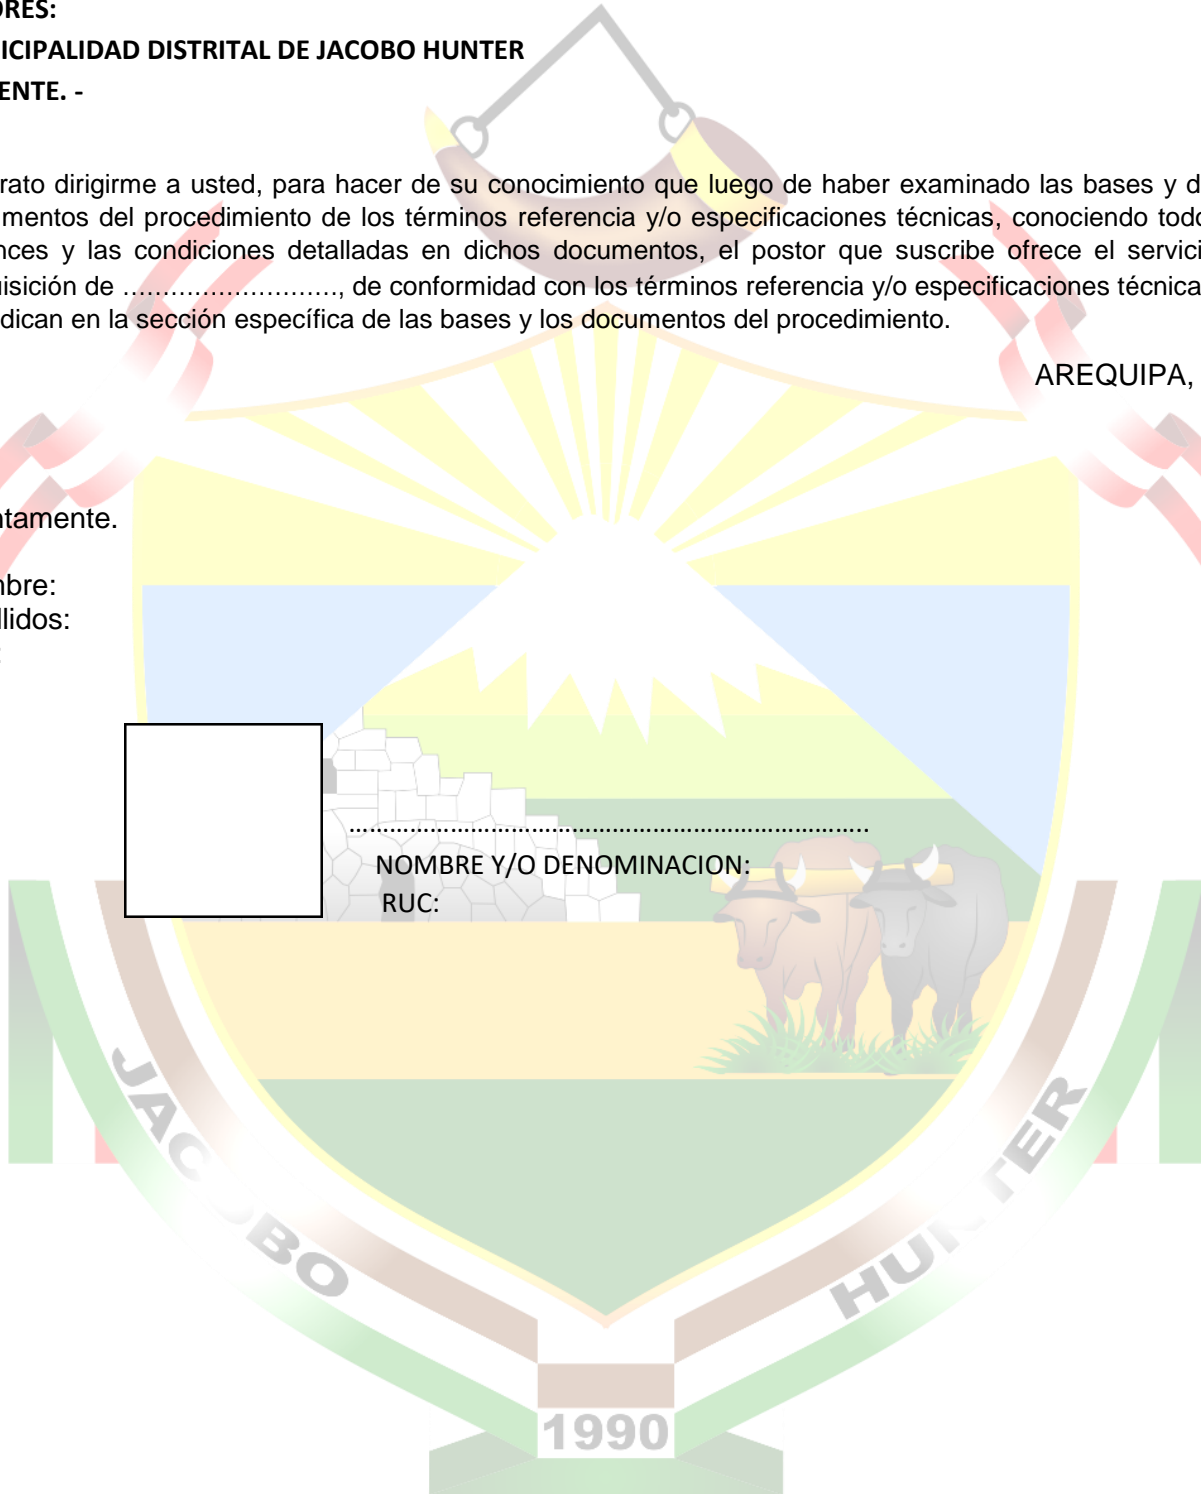 ORES:
ICIPALIDAD DISTRITAL DE JACOBO HUNTER
ENTE. -
rato dirigirme a usted, para hacer de su conocimiento que luego de haber examinado las bases y d
mentos del procedimiento de los términos referencia y/o especificaciones técnicas, conociendo todo
nces y las condiciones detalladas en dichos documentos, el postor que suscribe ofrece el servici
uisición de ..............................., de conformidad con los términos referencia y/o especificaciones técnica
dican en la sección específica de las bases y los documentos del procedimiento.
AREQUIPA,
ntamente.
nbre:
llidos:
:
................................................................................
NOMBRE Y/O DENOMINACION:
RUC:
JACOBO HUNTER
1990